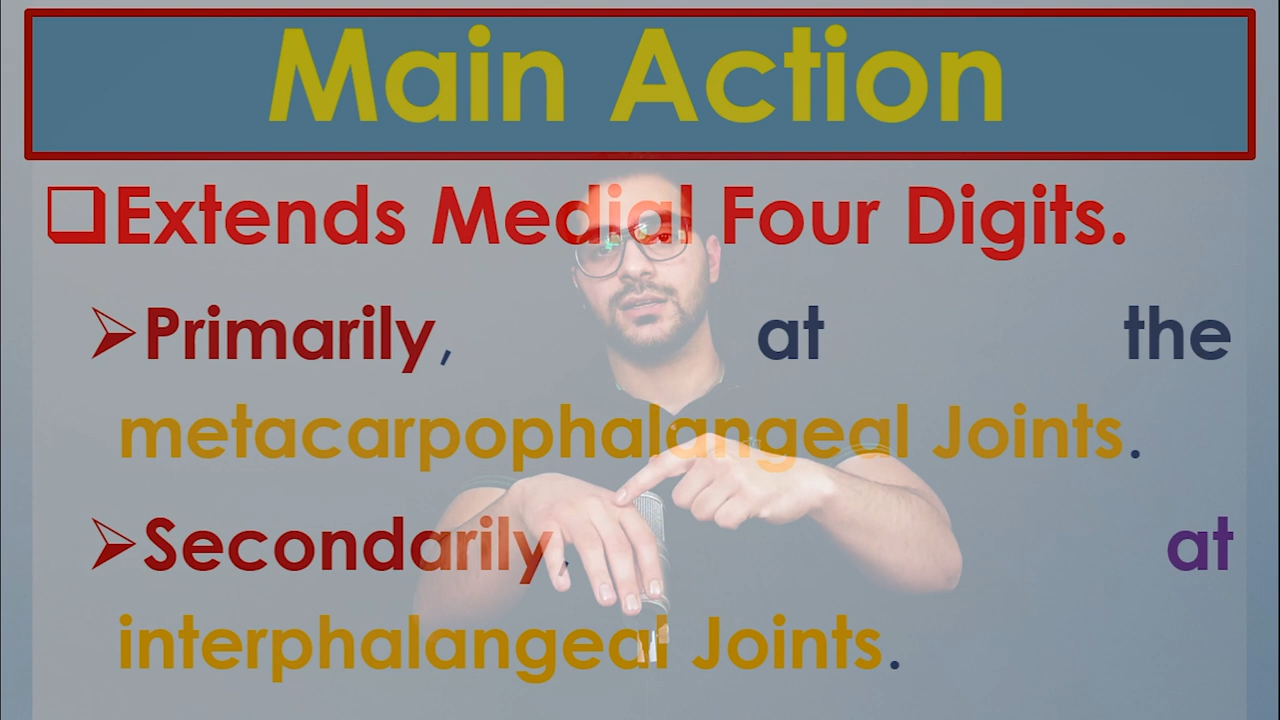 Main Action
Extends Medial Four Digits.
Primarily, at the
metacarpophalangeal Joints.
Secondarily, at
interphalangeal Joints.